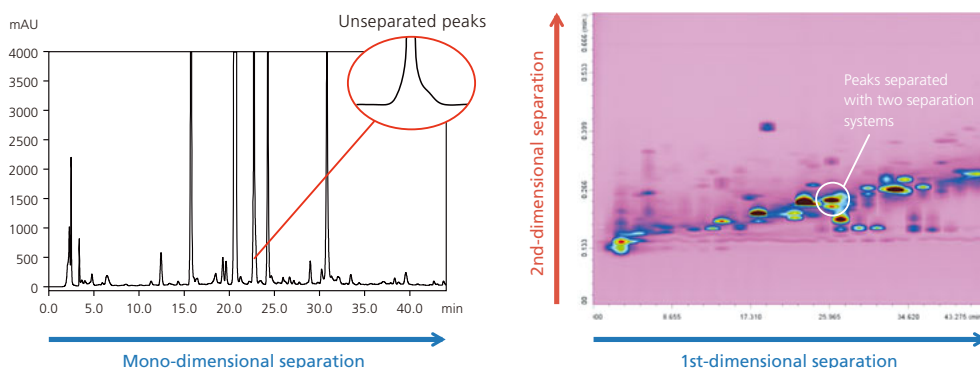 Unseparated peaks
mAU
4000
3500
3000
2500
2000
1500
1000
500
0
0.0 5.0 10.0 15.0 20.0 25.0 30.0 35.0 40.0 min
Mono-dimensional separation
2nd-dimensional separation
0.666
0.533
0.399
0.266
0.133
Peaks separated
with two separation
systems
8.655 17.310 25.965 34.620
1st-dimensional separation